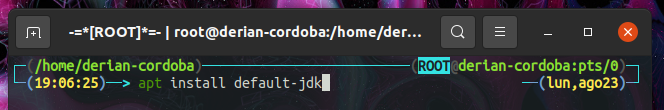 -=*[ROOT]*=- | root@derian-cordoba:/home/der...
(/home/derian-cordoba) (ROOT@derian-cordoba:pts/0)
(19:06:25)──> apt install default-jdk ──(lun,ago23)